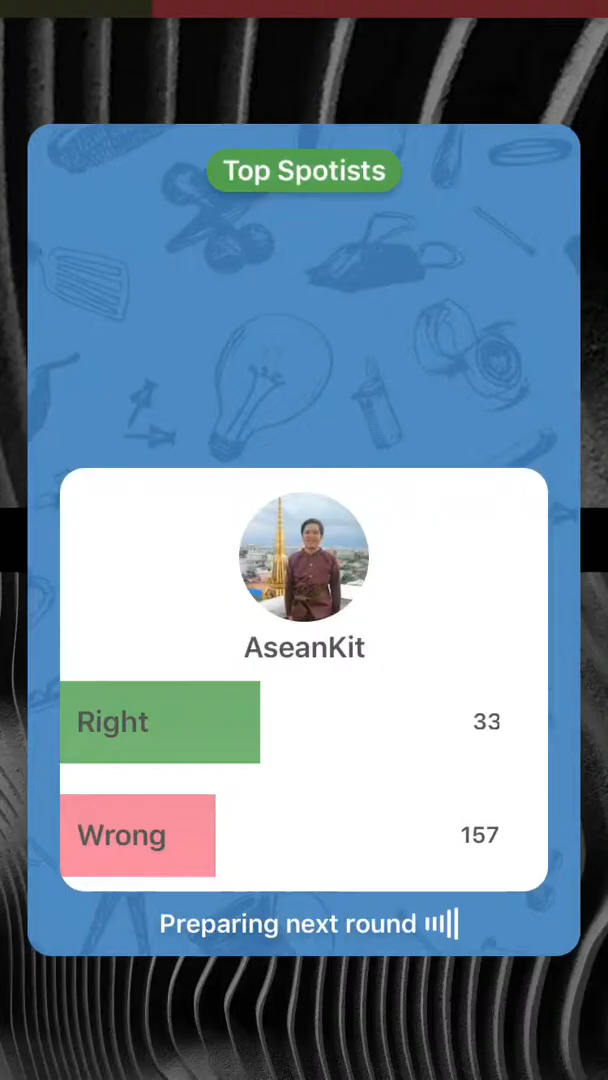 Top Spotists
AseanKit
Right 33
Wrong 157
Preparing next round